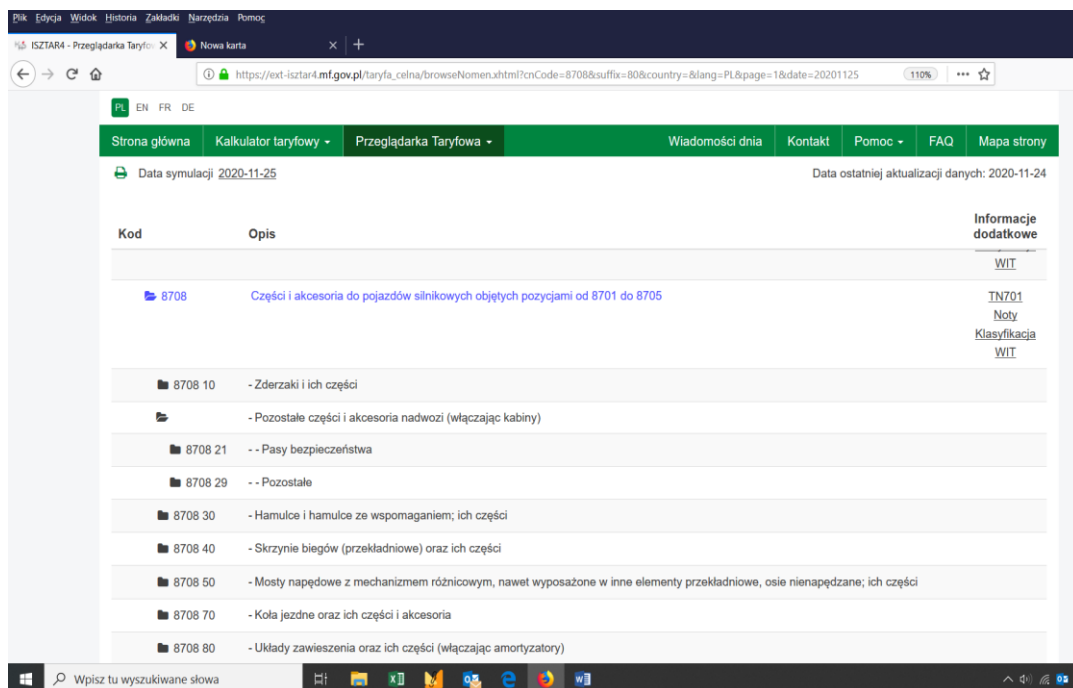 Plik Edycja Widok Historia Zakładki Narzędzia Pomoc
ISZTAR4 - Przeglądarka Taryfow Nowa karta
https://ext-isztar4.mf.gov.pl/taryfa_celna/browseNomen.xhtml?cnCode=8708&suffix=80&country=&lang=PL&page=1&date=20201125 110%
PL EN FR DE
Strona główna Kalkulator taryfowy Przeglądarka Taryfowa Wiadomości dnia Kontakt Pomoc FAQ Mapa strony
Data symulacji 2020-11-25 Data ostatniej aktualizacji danych: 2020-11-24
Kod Opis Informacje dodatkowe
WIT
8708 Części i akcesoria do pojazdów silnikowych objętych pozycjami od 8701 do 8705 TN701
Noty
Klasyfikacja
WIT
8708 10 - Zderzaki i ich części
- Pozostałe części i akcesoria nadwozi (włączając kabiny)
8708 21 - - Pasy bezpieczeństwa
8708 29 - - Pozostałe
8708 30 - Hamulce i hamulce ze wspomaganiem; ich części
8708 40 - Skrzynie biegów (przekładniowe) oraz ich części
8708 50 - Mosty napędowe z mechanizmem różnicowym, nawet wyposażone w inne elementy przekładniowe, osie nienapędzane; ich części
8708 70 - Koła jezdne oraz ich części i akcesoria
8708 80 - Układy zawieszenia oraz ich części (włączając amortyzatory)
Wpisz tu wyszukiwane słowa